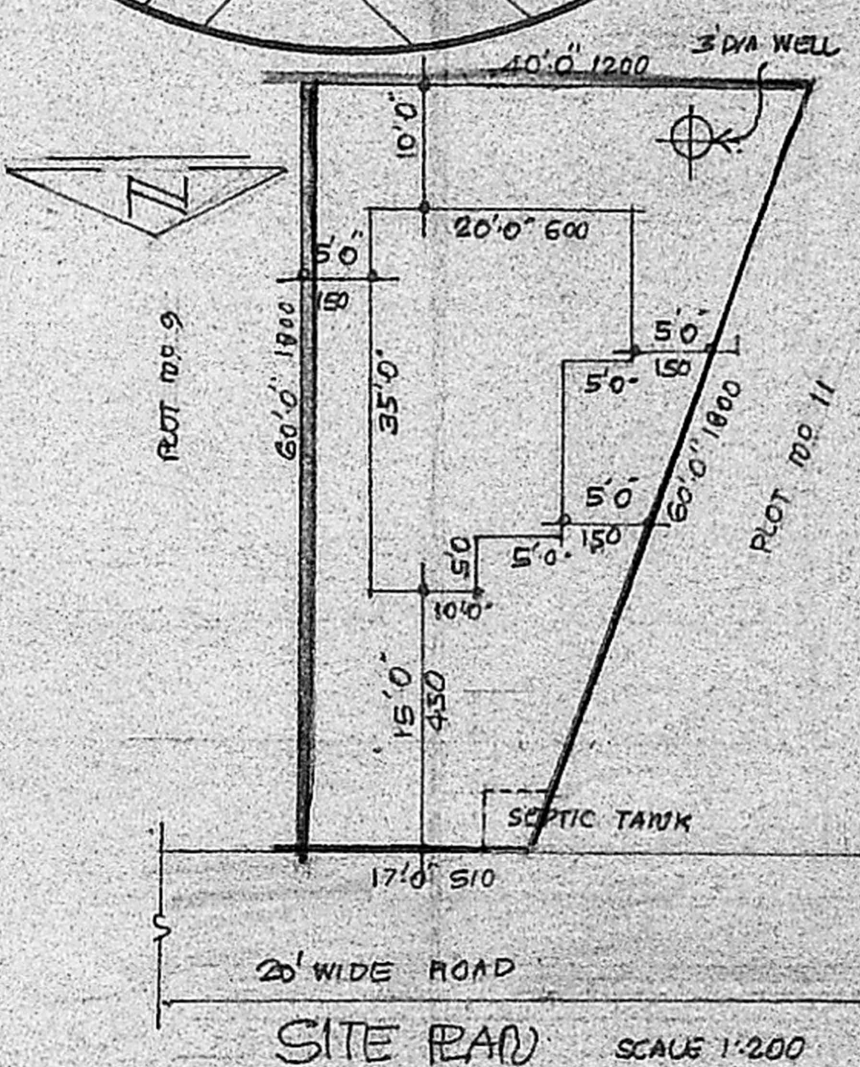 3' DIA WELL
40'0" 1200
10'0"
N
20'0" 600
5'0"
150
PLOT NO. 9
60'0" 1800
35'0"
5'0"
150
5'0"
60'0" 1800
PLOT NO. 11
5'0"
150
5'0"
5'0
10'0"
15'0"
450
SEPTIC TANK
17'0" 510
20' WIDE ROAD
SITE PLAN SCALE 1:200